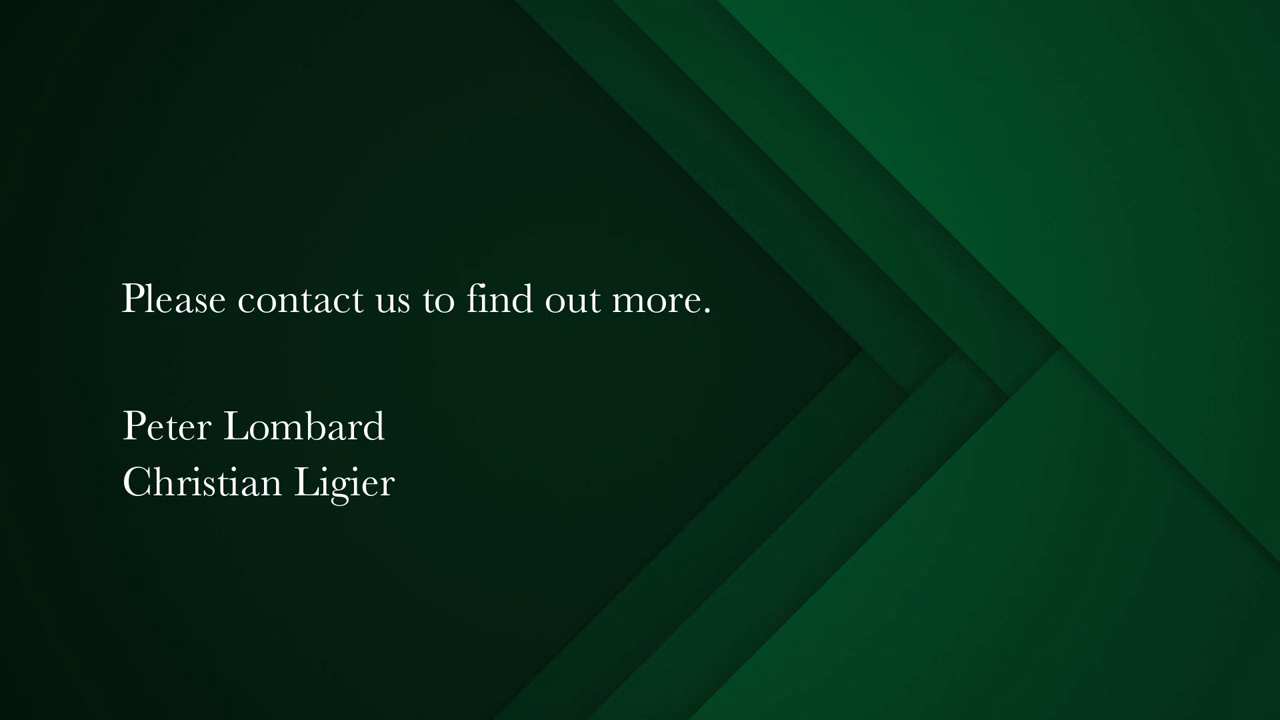 Please contact us to find out more.
Peter Lombard
Christian Ligier